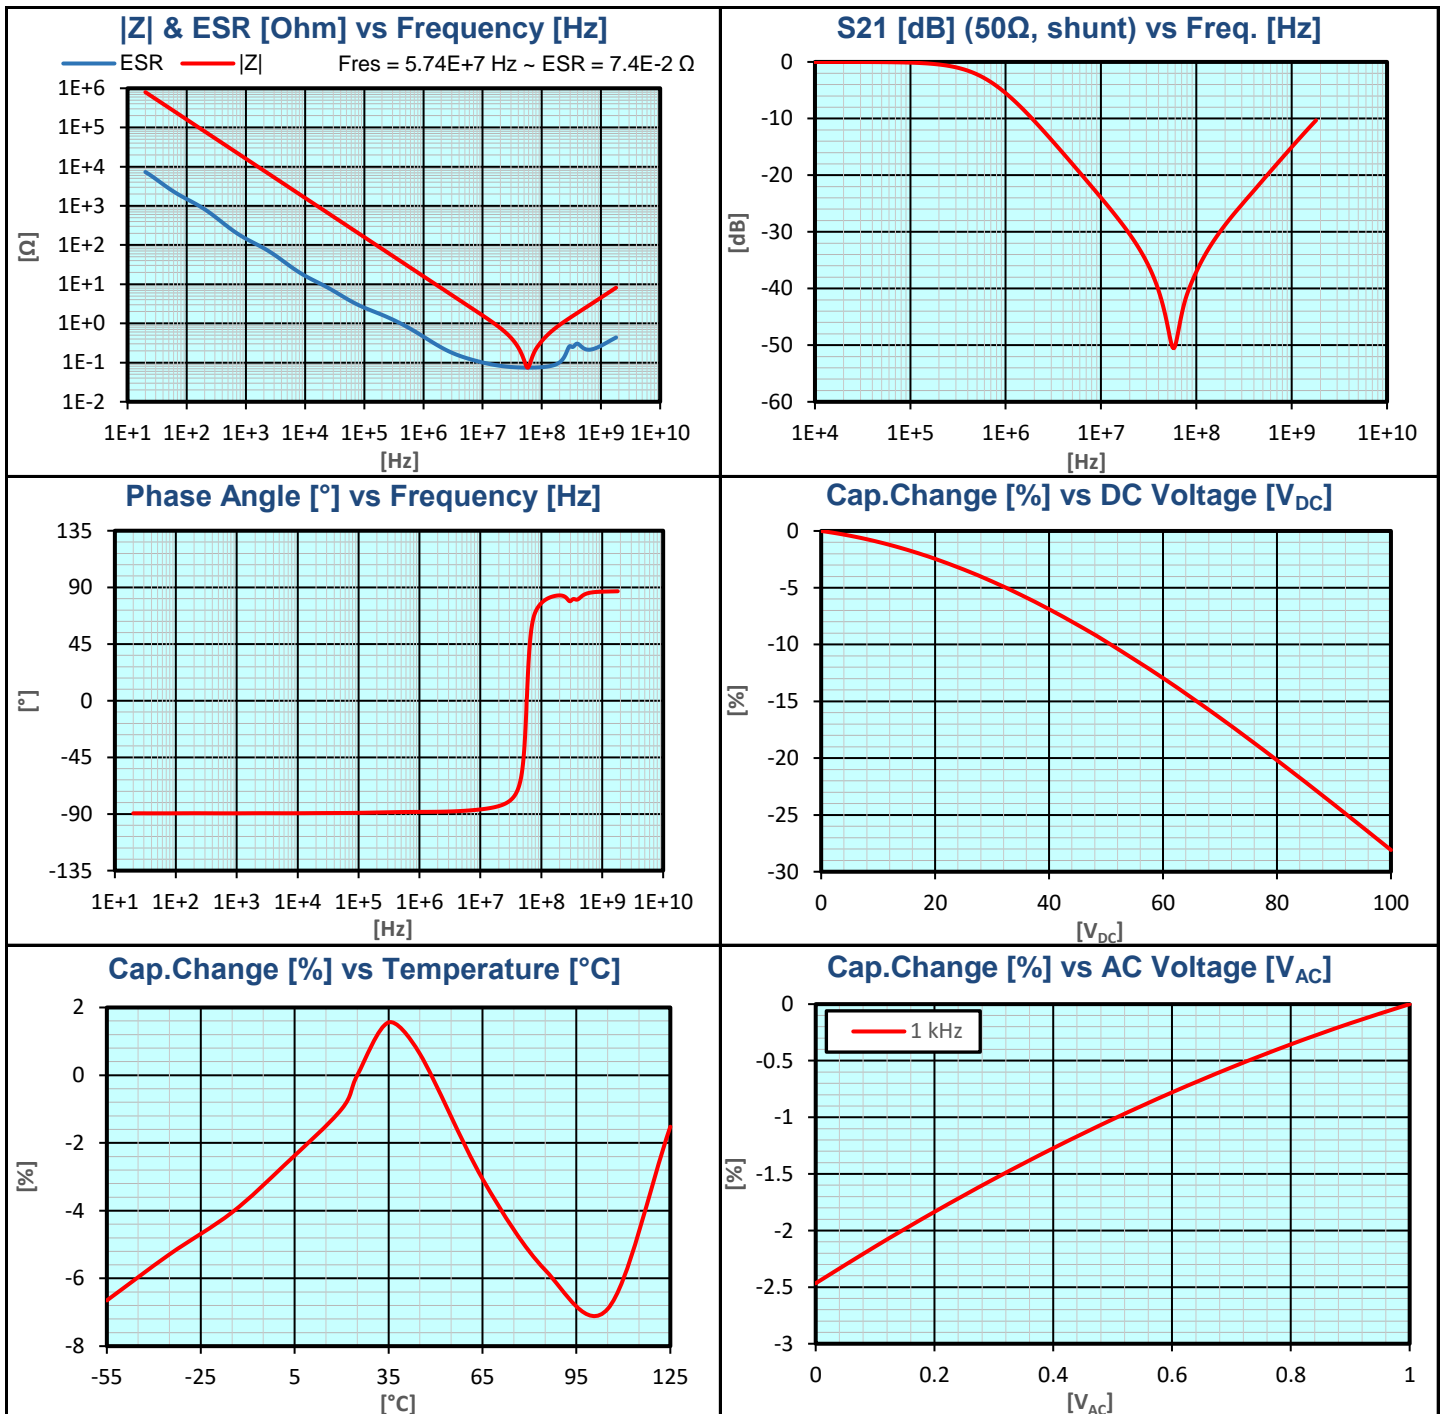 |Z| & ESR [Ohm] vs Frequency [Hz]
ESR |Z| Fres = 5.74E+7 Hz ~ ESR = 7.4E-2 Ω
1E+6
1E+5
1E+4
1E+3
1E+2
1E+1
1E+0
1E-1
1E-2
[Ω]
1E+1 1E+2 1E+3 1E+4 1E+5 1E+6 1E+7 1E+8 1E+9 1E+10
[Hz]
S21 [dB] (50Ω, shunt) vs Freq. [Hz]
0
-10
-20
-30
-40
-50
-60
[dB]
1E+4 1E+5 1E+6 1E+7 1E+8 1E+9 1E+10
[Hz]
Phase Angle [°] vs Frequency [Hz]
135
90
45
0
-45
-90
-135
[°]
1E+1 1E+2 1E+3 1E+4 1E+5 1E+6 1E+7 1E+8 1E+9 1E+10
[Hz]
Cap.Change [%] vs DC Voltage [VDC]
0
-5
-10
-15
-20
-25
-30
[%]
0 20 40 60 80 100
[VDC]
Cap.Change [%] vs Temperature [°C]
2
0
-2
-4
-6
-8
[%]
-55 -25 5 35 65 95 125
[°C]
Cap.Change [%] vs AC Voltage [VAC]
1 kHz
0
-0.5
-1
-1.5
-2
-2.5
-3
[%]
0 0.2 0.4 0.6 0.8 1
[VAC]